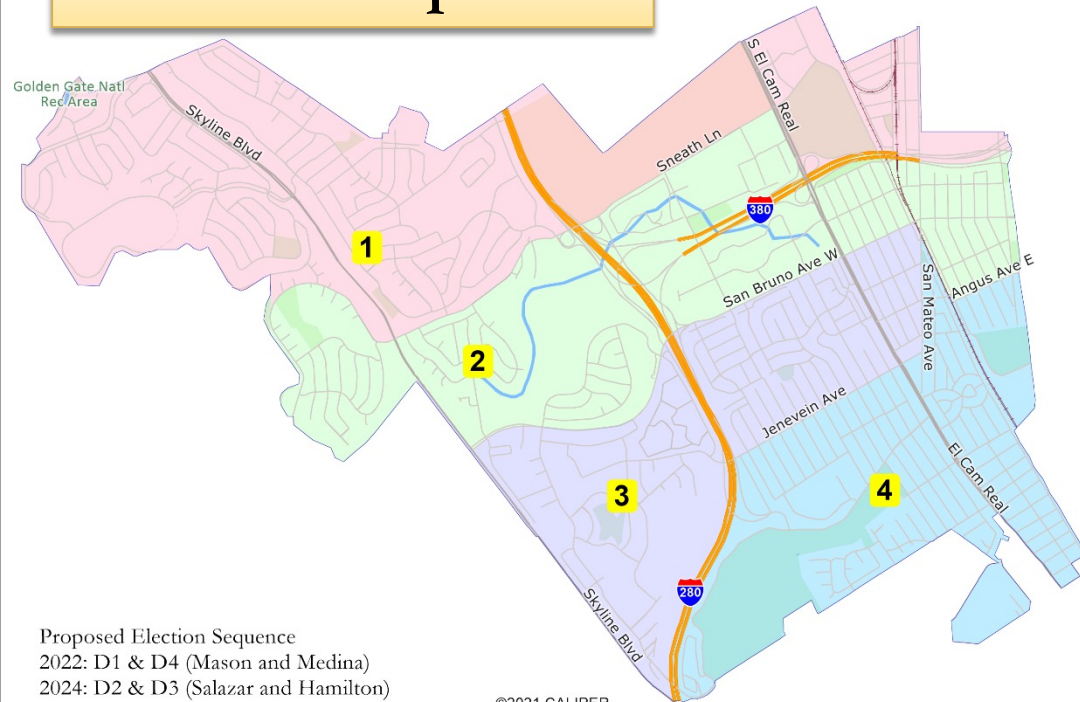 Golden Gate Natl
Rec Area
Skyline Blvd
S El Cam Real
Sneath Ln
380
1
San Bruno Ave W
Angus Ave E
San Mateo Ave
2
Jenevein Ave
3
4
El Cam Real
280
Skyline Blvd
Proposed Election Sequence
2022: D1 & D4 (Mason and Medina)
2024: D2 & D3 (Salazar and Hamilton)
©2021 CALIPER